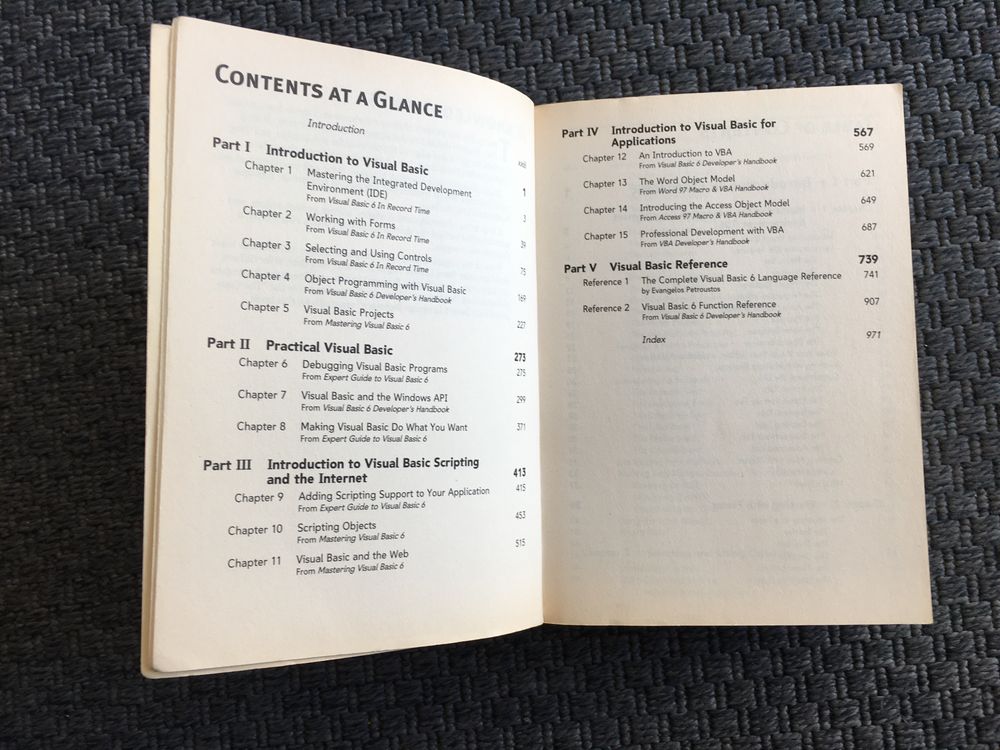 CONTENTS AT A GLANCE
Introduction xxiii
Part I Introduction to Visual Basic 1
Chapter 1 Mastering the Integrated Development
Environment (IDE) 3
From Visual Basic 6 In Record Time
Chapter 2 Working with Forms 39
From Visual Basic 6 In Record Time
Chapter 3 Selecting and Using Controls 75
From Visual Basic 6 In Record Time
Chapter 4 Object Programming with Visual Basic 169
From Visual Basic 6 Developer's Handbook
Chapter 5 Visual Basic Projects 227
From Mastering Visual Basic 6
Part II Practical Visual Basic 273
Chapter 6 Debugging Visual Basic Programs 275
From Expert Guide to Visual Basic 6
Chapter 7 Visual Basic and the Windows API 299
From Visual Basic 6 Developer's Handbook
Chapter 8 Making Visual Basic Do What You Want 371
From Expert Guide to Visual Basic 6
Part III Introduction to Visual Basic Scripting
and the Internet 413
Chapter 9 Adding Scripting Support to Your Application 415
From Expert Guide to Visual Basic 6
Chapter 10 Scripting Objects 453
From Mastering Visual Basic 6
Chapter 11 Visual Basic and the Web 515
From Mastering Visual Basic 6
Part IV Introduction to Visual Basic for
Applications 567
Chapter 12 An Introduction to VBA 569
From Visual Basic 6 Developer's Handbook
Chapter 13 The Word Object Model 621
From Word 97 Macro & VBA Handbook
Chapter 14 Introducing the Access Object Model 649
From Access 97 Macro & VBA Handbook
Chapter 15 Professional Development with VBA 687
From VBA Developer's Handbook
Part V Visual Basic Reference 739
Reference 1 The Complete Visual Basic 6 Language Reference 741
by Evangelos Petroustos
Reference 2 Visual Basic 6 Function Reference 907
From Visual Basic 6 Developer's Handbook
Index 971